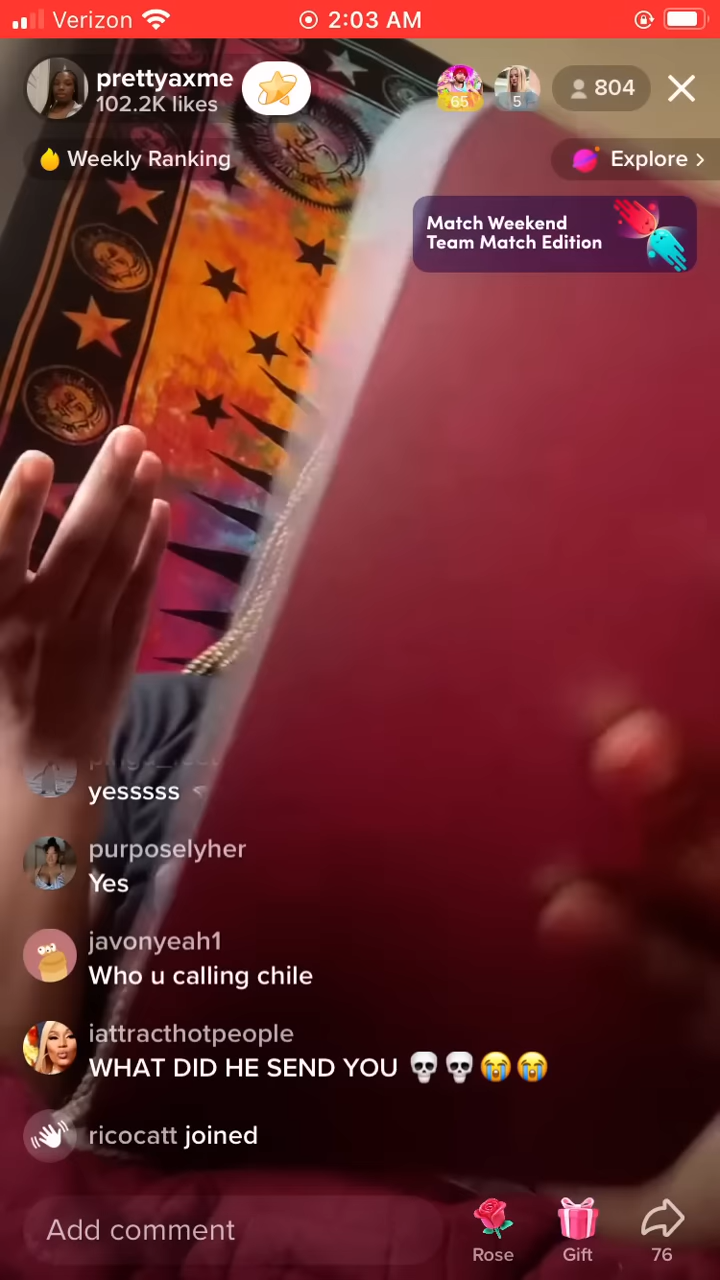 Verizon 2:03 AM
prettyaxme
102.2K likes
65
5
804
Weekly Ranking
Explore
Match Weekend
Team Match Edition
yesssss
purposelyher
Yes
javonyeah1
Who u calling chile
iattracthotpeople
WHAT DID HE SEND YOU 💀💀😭😭
ricocatt joined
Add comment
Rose
Gift
76